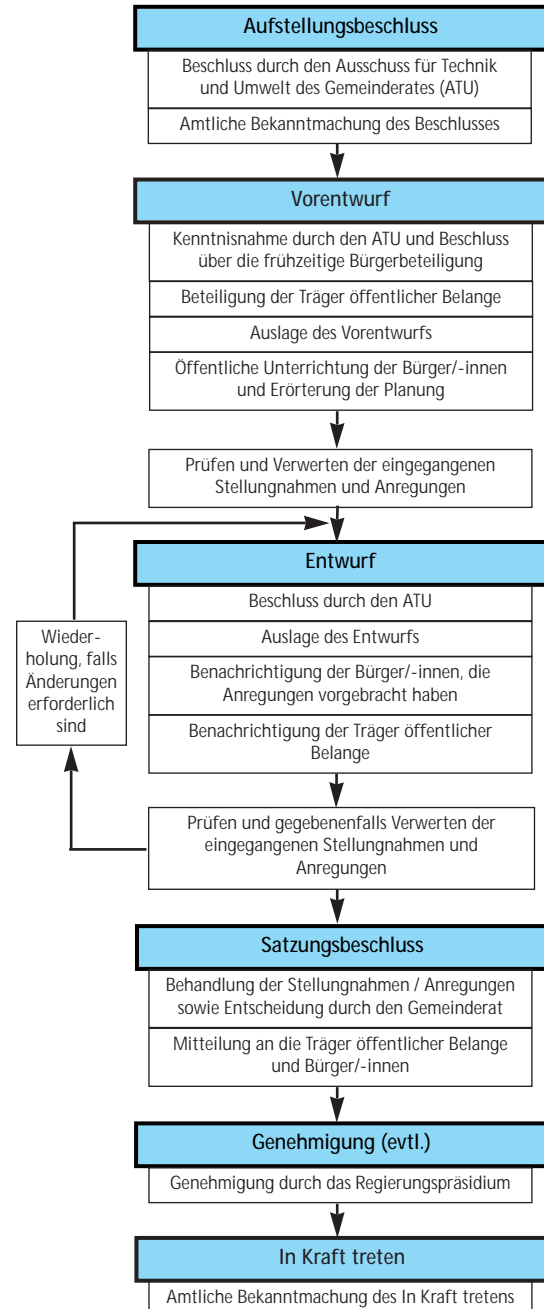 Aufstellungsbeschluss
Beschluss durch den Ausschuss für Technik
und Umwelt des Gemeinderates (ATU)
Amtliche Bekanntmachung des Beschlusses
Vorentwurf
Kenntnisnahme durch den ATU und Beschluss
über die frühzeitige Bürgerbeteiligung
Beteiligung der Träger öffentlicher Belange
Auslage des Vorentwurfs
Öffentliche Unterrichtung der Bürger/-innen
und Erörterung der Planung
Prüfen und Verwerten der eingegangenen
Stellungnahmen und Anregungen
Entwurf
Beschluss durch den ATU
Auslage des Entwurfs
Benachrichtigung der Bürger/-innen, die
Anregungen vorgebracht haben
Benachrichtigung der Träger öffentlicher
Belange
Wieder-
holung, falls
Änderungen
erforderlich
sind
Prüfen und gegebenenfalls Verwerten der
eingegangenen Stellungnahmen und
Anregungen
Satzungsbeschluss
Behandlung der Stellungnahmen / Anregungen
sowie Entscheidung durch den Gemeinderat
Mitteilung an die Träger öffentlicher Belange
und Bürger/-innen
Genehmigung (evtl.)
Genehmigung durch das Regierungspräsidium
In Kraft treten
Amtliche Bekanntmachung des In Kraft tretens